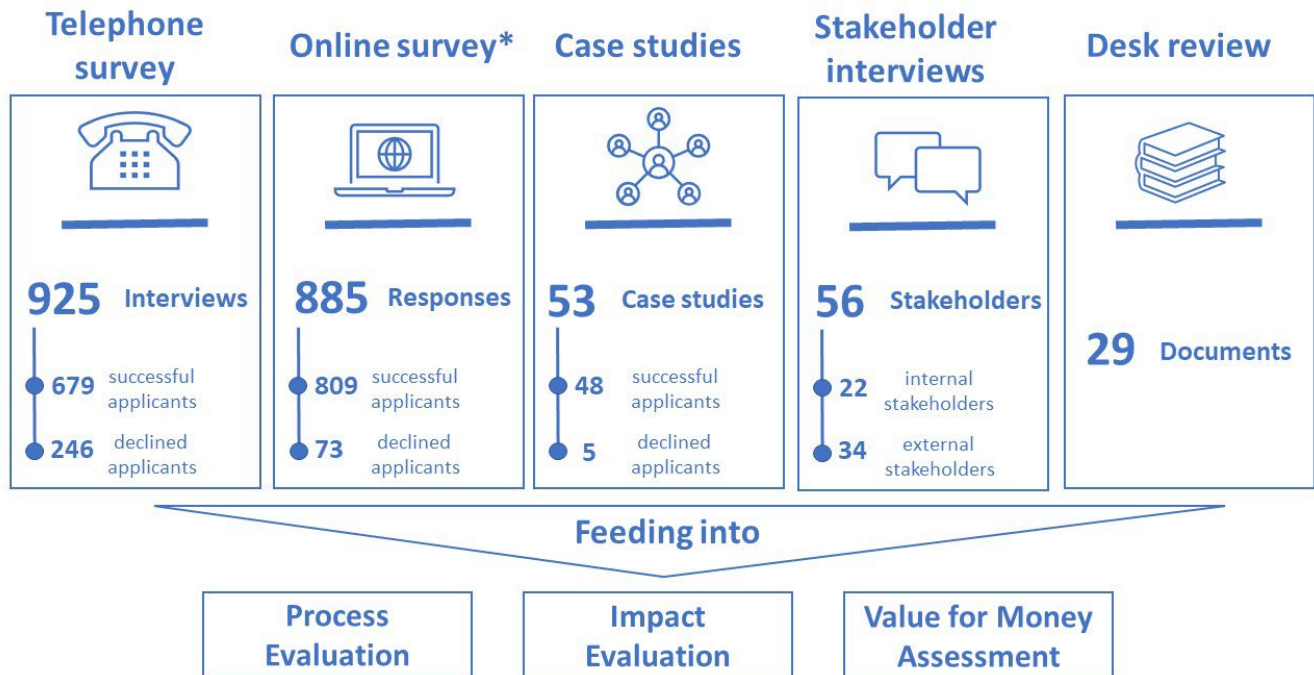 Telephone
survey
Online survey*
Case studies
Stakeholder
interviews
Desk review
925 Interviews
679 successful
applicants
246 declined
applicants
885 Responses
809 successful
applicants
73 declined
applicants
53 Case studies
48 successful
applicants
5 declined
applicants
56 Stakeholders
22 internal
stakeholders
34 external
stakeholders
29 Documents
Feeding into
Process
Evaluation
Impact
Evaluation
Value for Money
Assessment